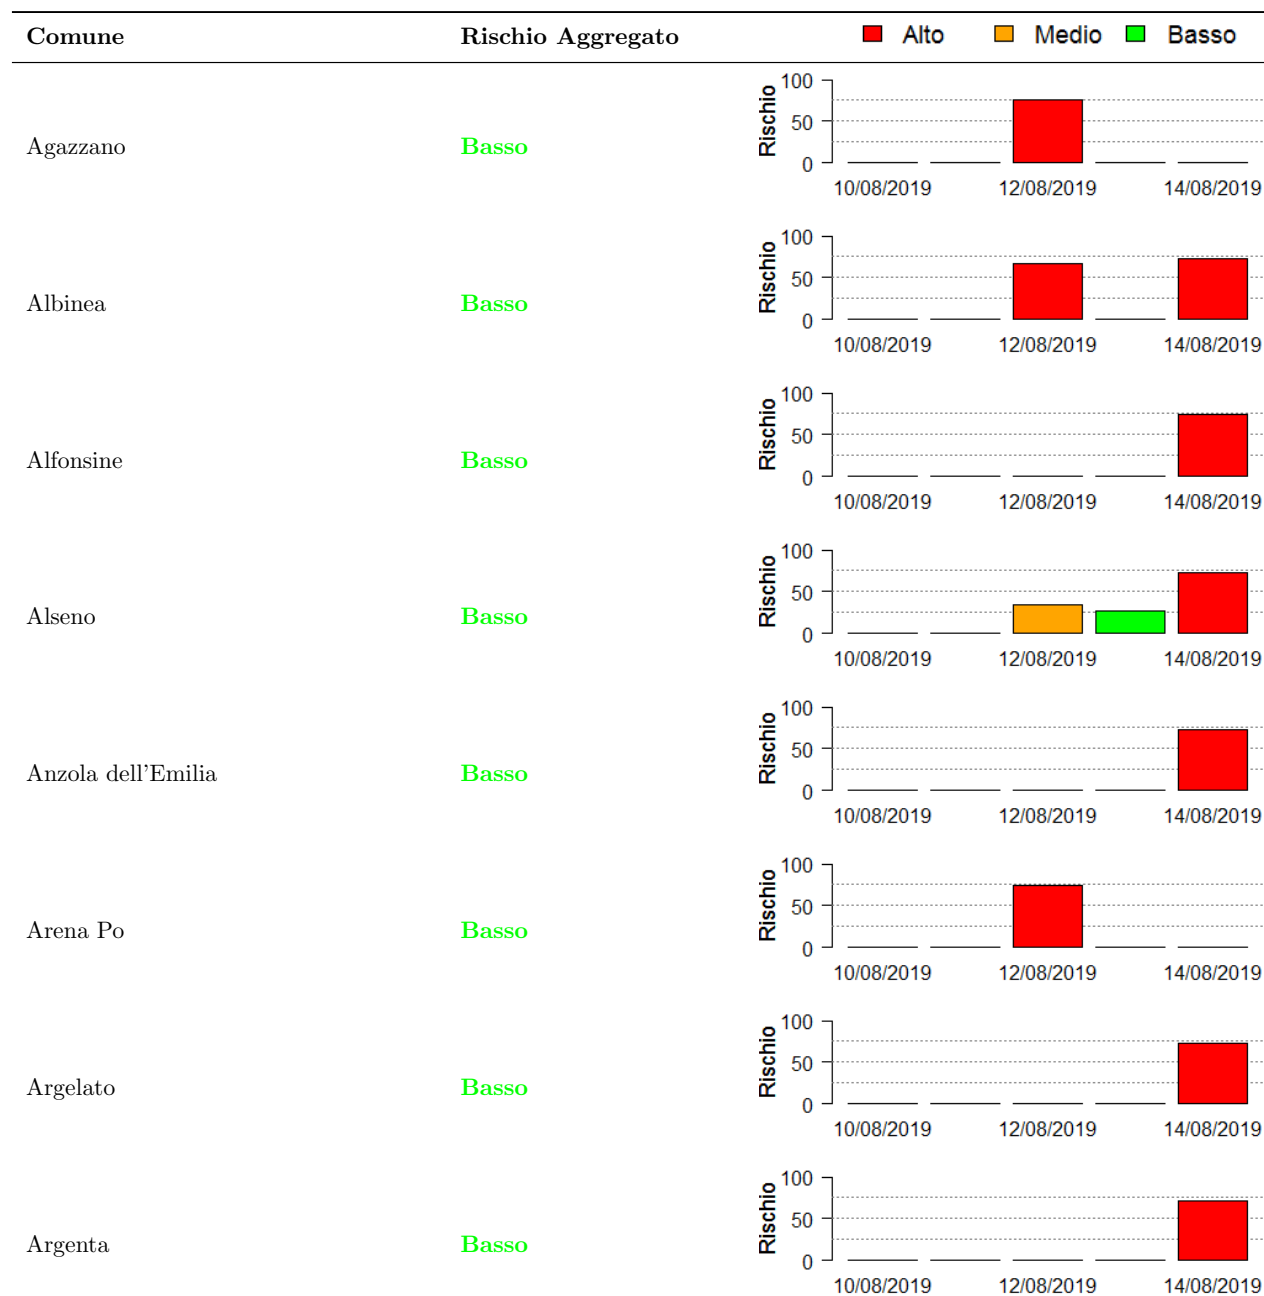 Comune Rischio Aggregato Alto Medio Basso
100
Rischio
50
Agazzano Basso
0
10/08/2019 12/08/2019 14/08/2019
100
Rischio
50
Albinea Basso
0
10/08/2019 12/08/2019 14/08/2019
100
Rischio
50
Alfonsine Basso
0
10/08/2019 12/08/2019 14/08/2019
100
Rischio
50
Alseno Basso
0
10/08/2019 12/08/2019 14/08/2019
100
Rischio
50
Anzola dell'Emilia Basso
0
10/08/2019 12/08/2019 14/08/2019
100
Rischio
50
Arena Po Basso
0
10/08/2019 12/08/2019 14/08/2019
100
Rischio
50
Argelato Basso
0
10/08/2019 12/08/2019 14/08/2019
100
Rischio
50
Argenta Basso
0
10/08/2019 12/08/2019 14/08/2019